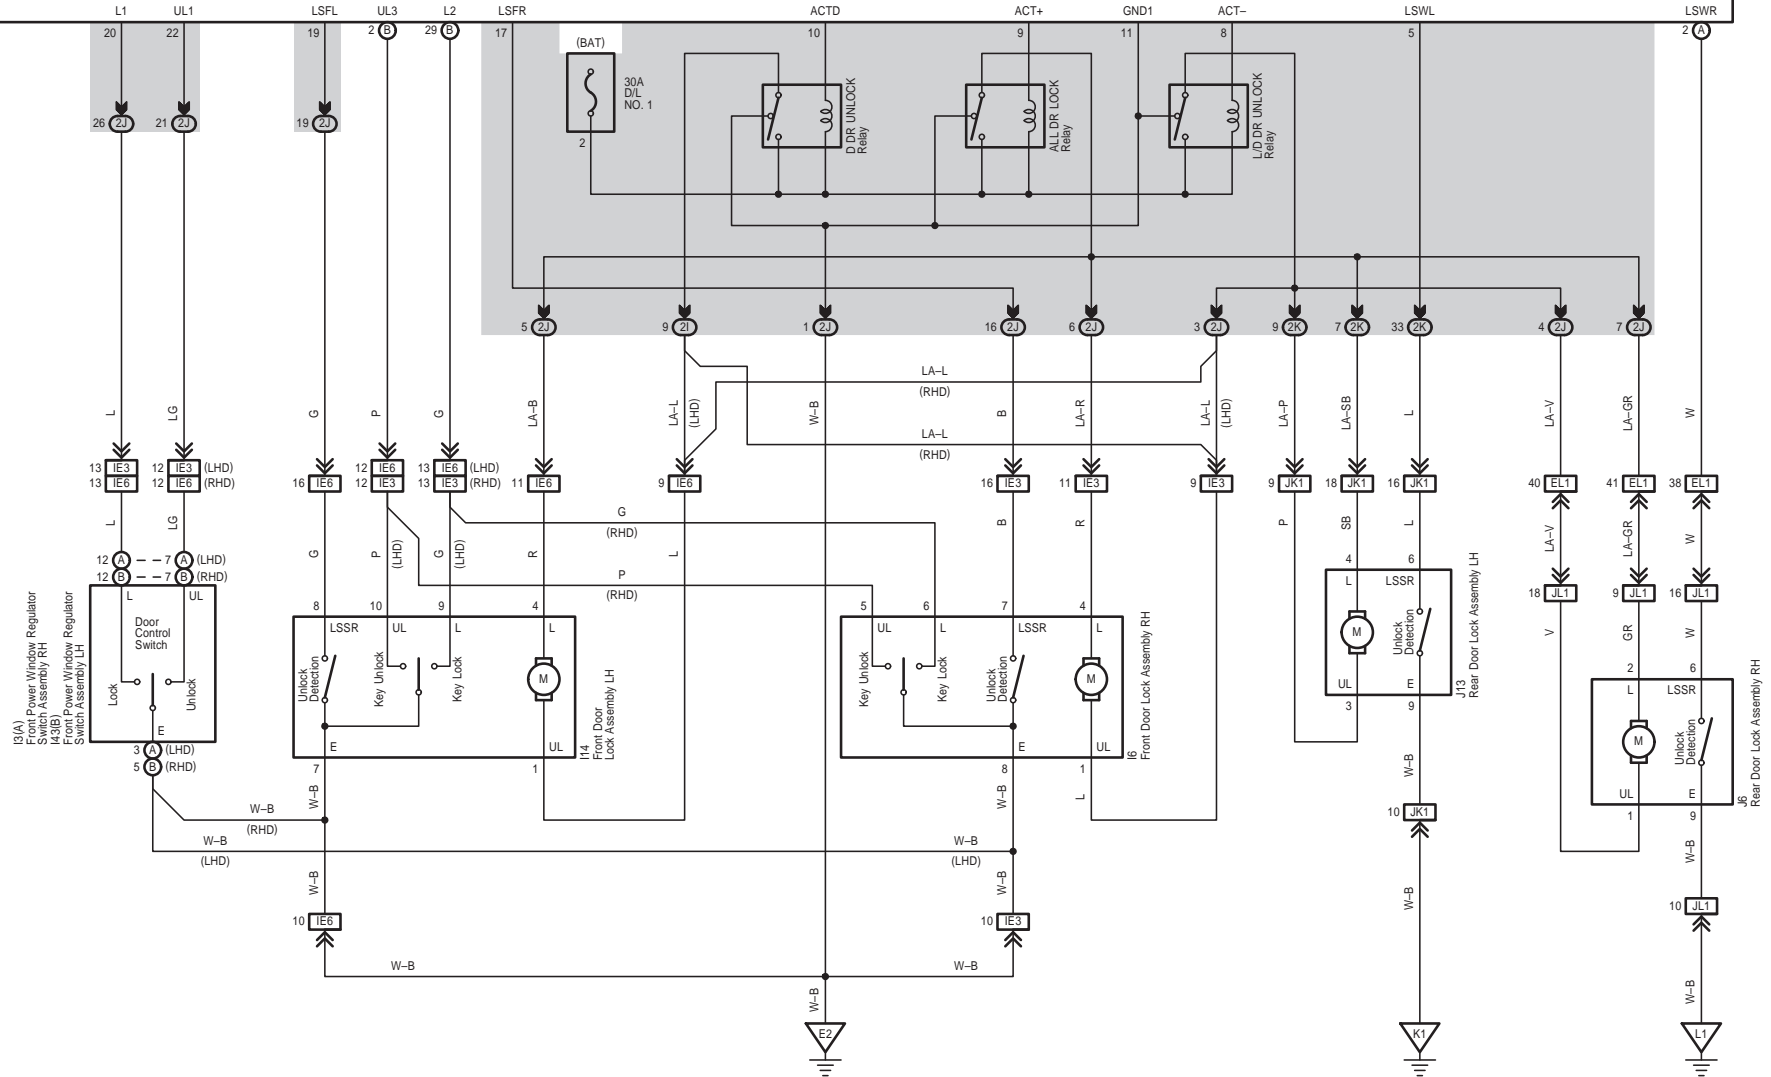 L1 UL1 LSFL UL3 L2 LSFR ACTD ACT+ GND1 ACT– LSWL LSWR
20 22 19 2 B 29 B 17 10 9 11 8 5 2 A
(BAT)
30A
D/L
NO. 1
2
D DR UNLOCK
Relay
ALL DR LOCK
Relay
L/D DR UNLOCK
Relay
26 2J 21 2J 19 2J
5 2J 9 2I 1 2J 16 2J 6 2J 3 2J 9 2K 7 2K 33 2K 4 2J 7 2J
LA–L
(RHD)
L LG G P G LA–B LA–L (LHD) W–B B LA–R LA–L (LHD) LA–P LA–SB L LA–V LA–GR W
LA–L
(RHD)
13 IE3 12 IE3 (LHD) 12 IE6 13 IE6 (LHD)
13 IE6 12 IE6 (RHD) 16 IE6 12 IE3 13 IE3 (RHD) 11 IE6 9 IE6 16 IE3 11 IE3 9 IE3 9 JK1 18 JK1 16 JK1 40 EL1 41 EL1 38 EL1
G
(RHD)
L LG G P (LHD) G (LHD) R L B R P SB L LA–V LA–GR W
P
(RHD)
12 A 7 A (LHD)
12 B 7 B (RHD)
4 6
18 JL1 9 JL1 16 JL1
L UL
Door
Control
Switch
Lock
Unlock
E
I3(A)
Front Power Window Regulator
Switch Assembly RH
I43(B)
Front Power Window Regulator
Switch Assembly LH
3 A (LHD)
5 B (RHD)
8 10 9 4
LSSR UL L L
Unlock
Detection
Key Unlock
Key Lock
M
E UL
7 1
I14
Front Door
Lock Assembly LH
5 6 7 4
UL L LSSR L
Key Unlock
Key Lock
Unlock
Detection
M
E UL
8 1
I6
Front Door Lock Assembly RH
L LSSR
M
Unlock
Detection
UL E
3 9
J13
Rear Door Lock Assembly LH
V GR W
2 6
L LSSR
M
Unlock
Detection
UL E
1 9
J6
Rear Door Lock Assembly RH
W–B W–B L W–B W–B
W–B
(RHD)
W–B
(LHD)
W–B
(LHD)
10 JK1
W–B W–B W–B
10 IE6 10 IE3 10 JL1
W–B W–B
W–B W–B
E2 K1 L1